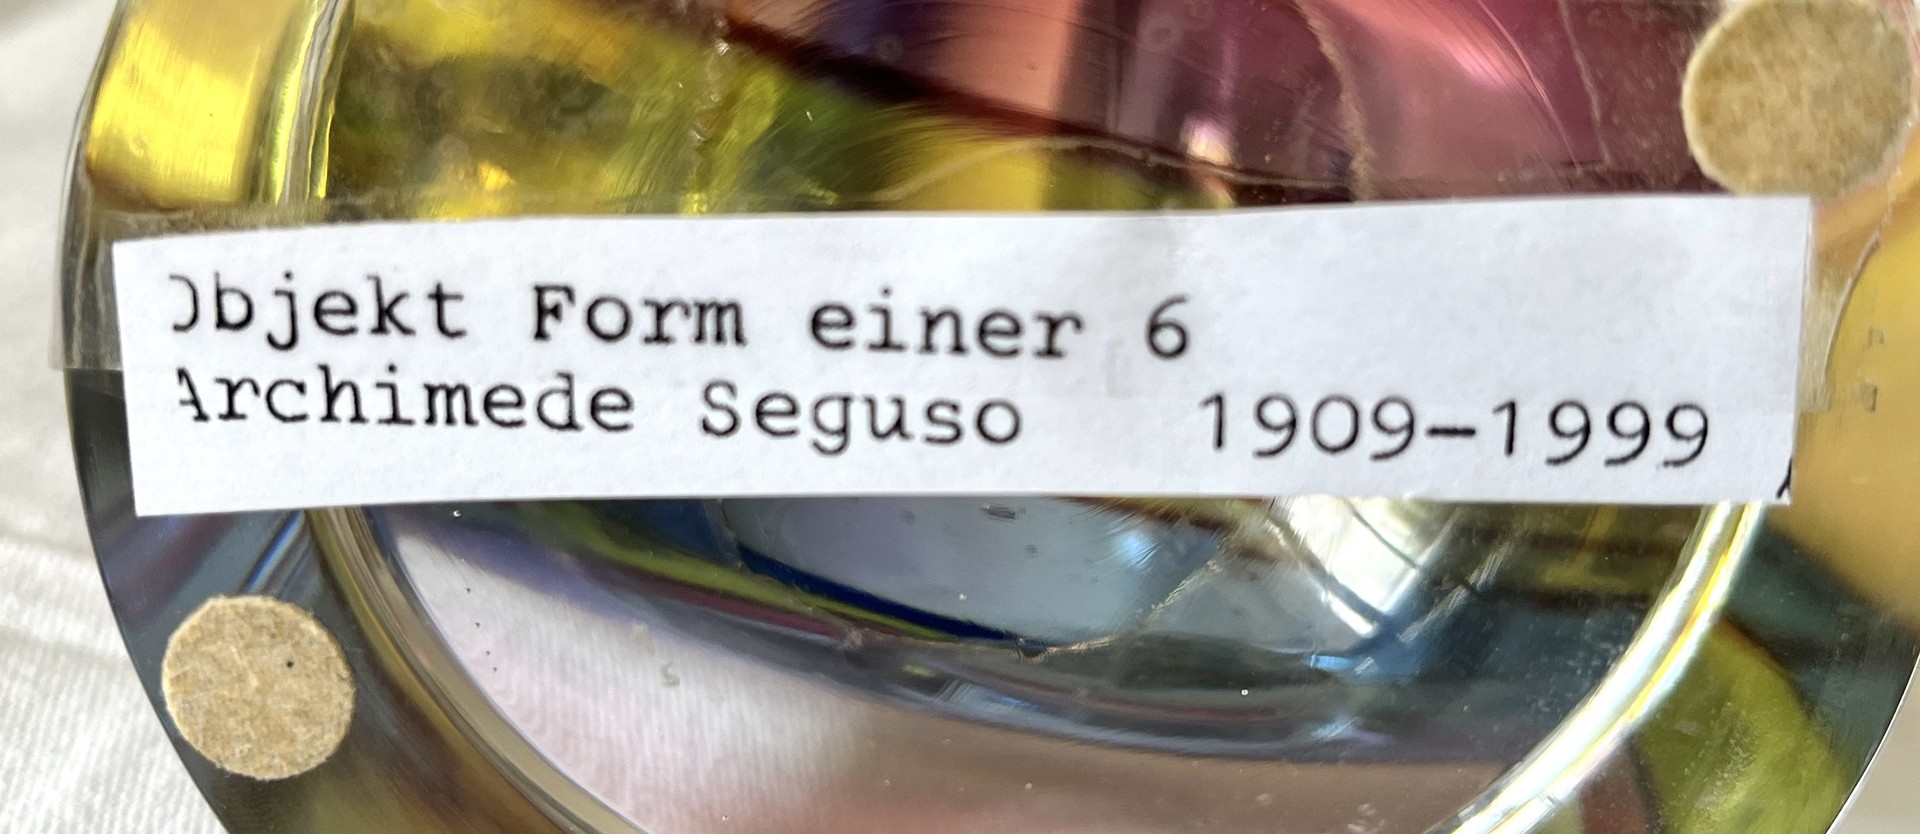 Objekt Form einer 6
Archimede Seguso 1909-1999